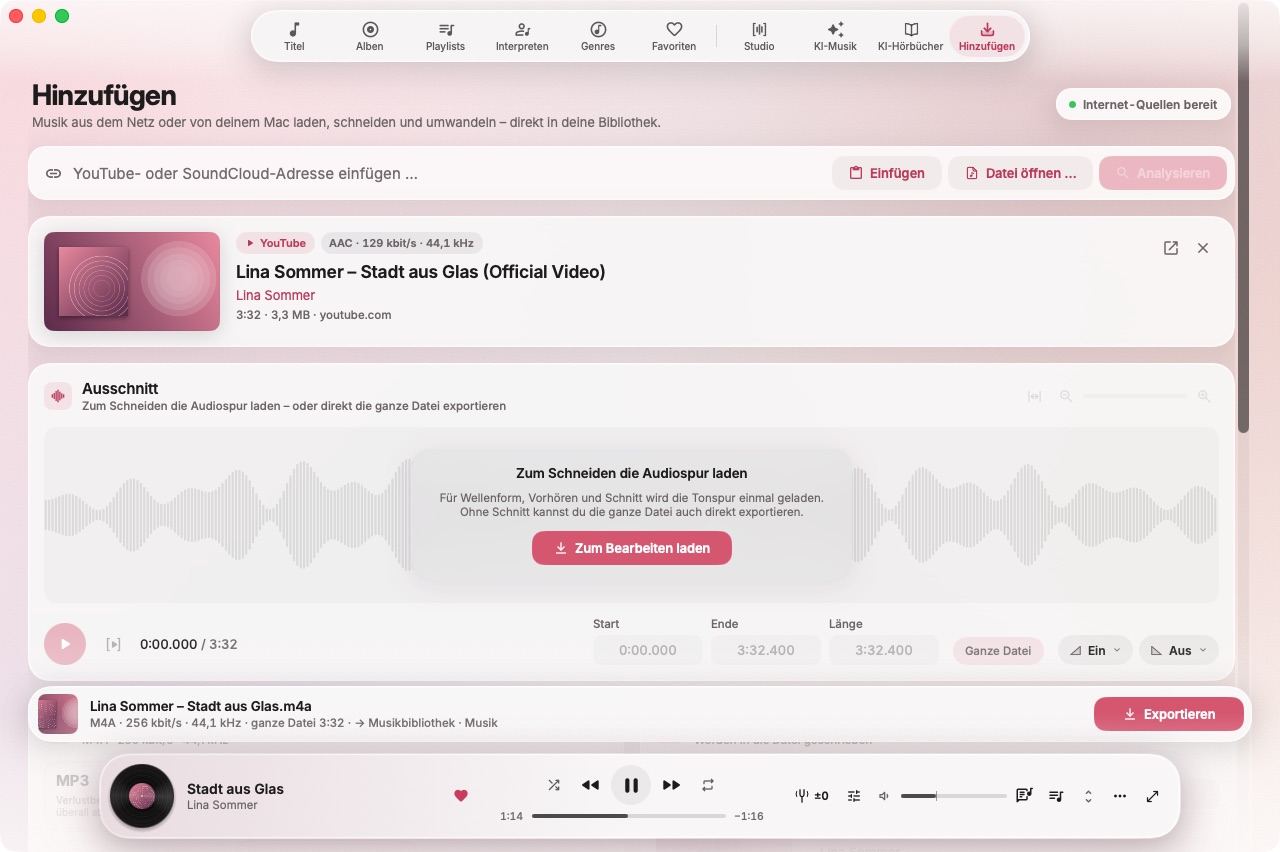 Titel
Alben
Playlists
Interpreten
Genres
Favoriten
Studio
KI-Musik
KI-Hörbücher
Hinzufügen
Hinzufügen
Musik aus dem Netz oder von deinem Mac laden, schneiden und umwandeln – direkt in deine Bibliothek.
Internet-Quellen bereit
YouTube- oder SoundCloud-Adresse einfügen ...
Einfügen
Datei öffnen ...
Analysieren
YouTube
AAC · 129 kbit/s · 44,1 kHz
Lina Sommer – Stadt aus Glas (Official Video)
Lina Sommer
3:32 · 3,3 MB · youtube.com
Ausschnitt
Zum Schneiden die Audiospur laden – oder direkt die ganze Datei exportieren
Zum Schneiden die Audiospur laden
Für Wellenform, Vorhören und Schnitt wird die Tonspur einmal geladen.
Ohne Schnitt kannst du die ganze Datei auch direkt exportieren.
Zum Bearbeiten laden
0:00.000 / 3:32
Start
Ende
Länge
0:00.000
3:32.400
3:32.400
Ganze Datei
Ein
Aus
Lina Sommer – Stadt aus Glas.m4a
M4A · 256 kbit/s · 44,1 kHz · ganze Datei 3:32 · → Musikbibliothek · Musik
Exportieren
MP3
Stadt aus Glas
Lina Sommer
1:14
−1:16
±0